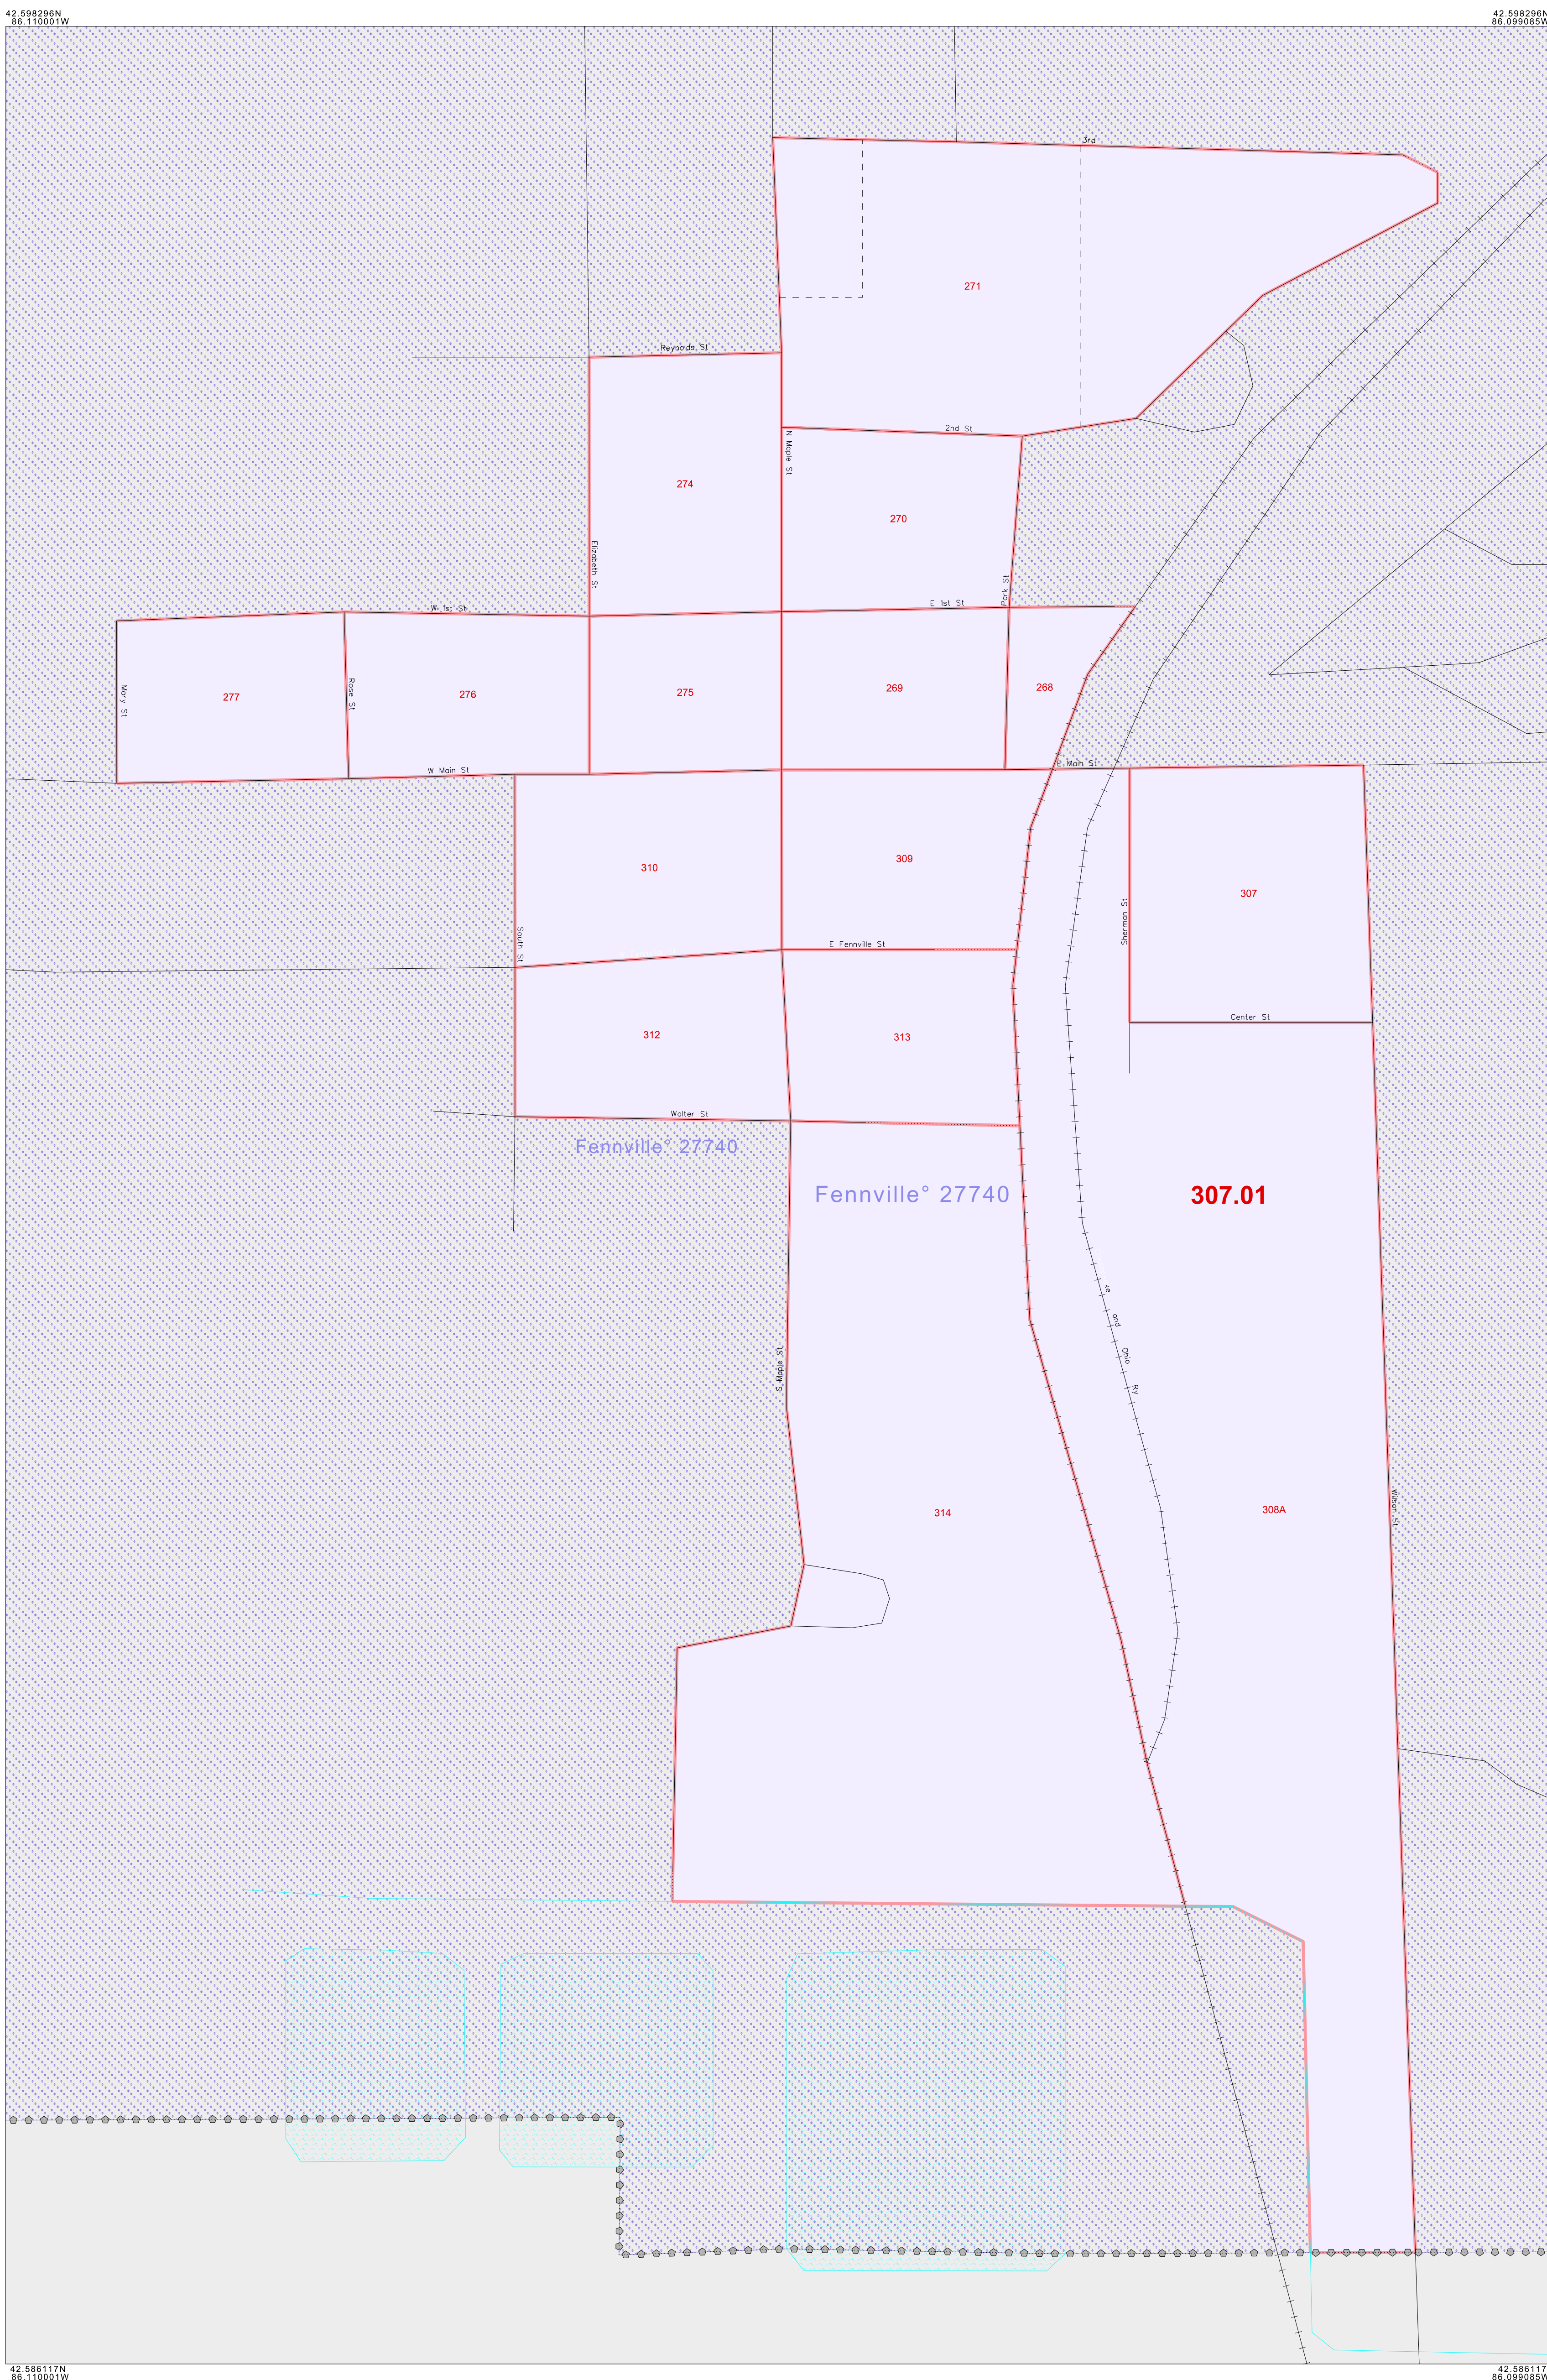 42.598296N
86.110001W
42.598296N
86.099085W
3rd
271
Reynolds St
2nd St
N Maple St
274
270
Elizabeth St
Park St
W 1st St
E 1st St
Mary St
277
Rose St
276
275
269
268
W Main St
E Main St
310
309
307
Sherman St
South St
E Fennville St
Center St
312
313
Walter St
Fennville° 27740
Fennville° 27740
307.01
and Ohio Ry
S Maple St
314
308A
Wilson St
42.586117N
86.110001W
42.586117
86.099085W